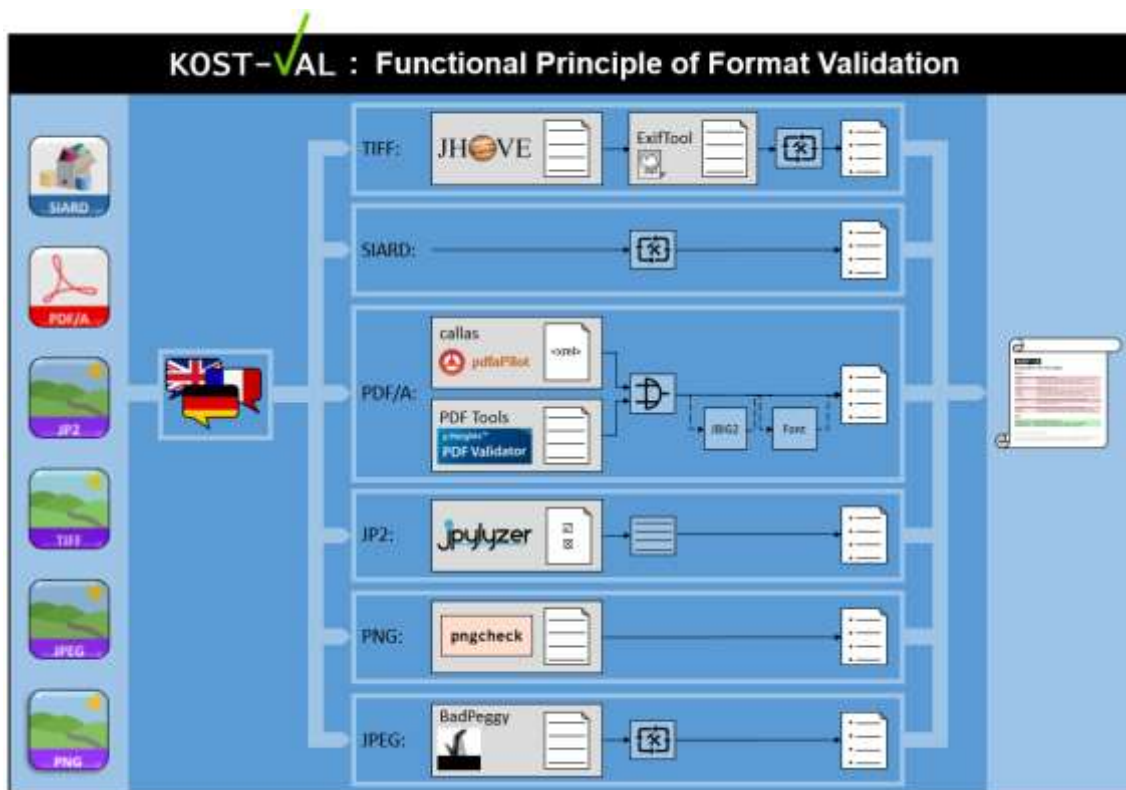 KOST-VAL : Functional Principle of Format Validation
SIARD
PDF/A
JP2
TIFF
JPEG
PNG
TIFF:
JHOVE
ExifTool
SIARD:
PDF/A:
callas
pdfaPilot
<xml>
PDF Tools
PDF Validator
JBIG2
Font
JP2:
jpylyzer
PNG:
pngcheck
JPEG:
BadPeggy